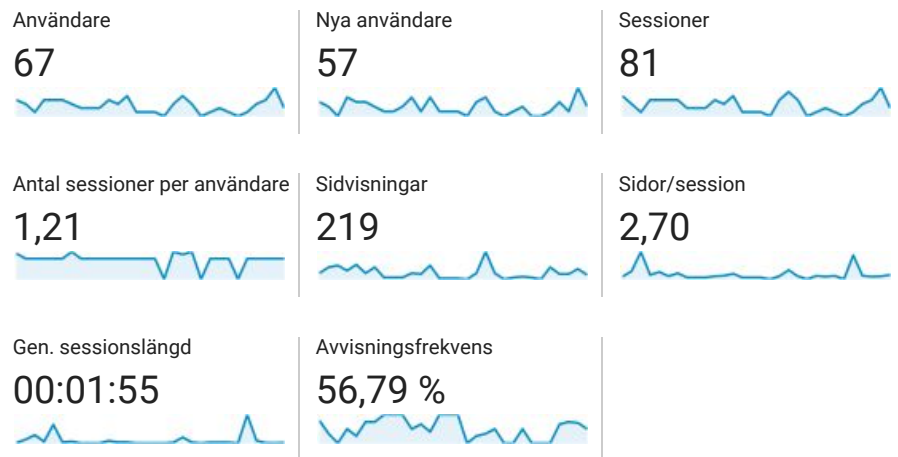 Användare
67
Nya användare
57
Sessioner
81
Antal sessioner per användare
1,21
Sidvisningar
219
Sidor/session
2,70
Gen. sessionslängd
00:01:55
Avvisningsfrekvens
56,79 %